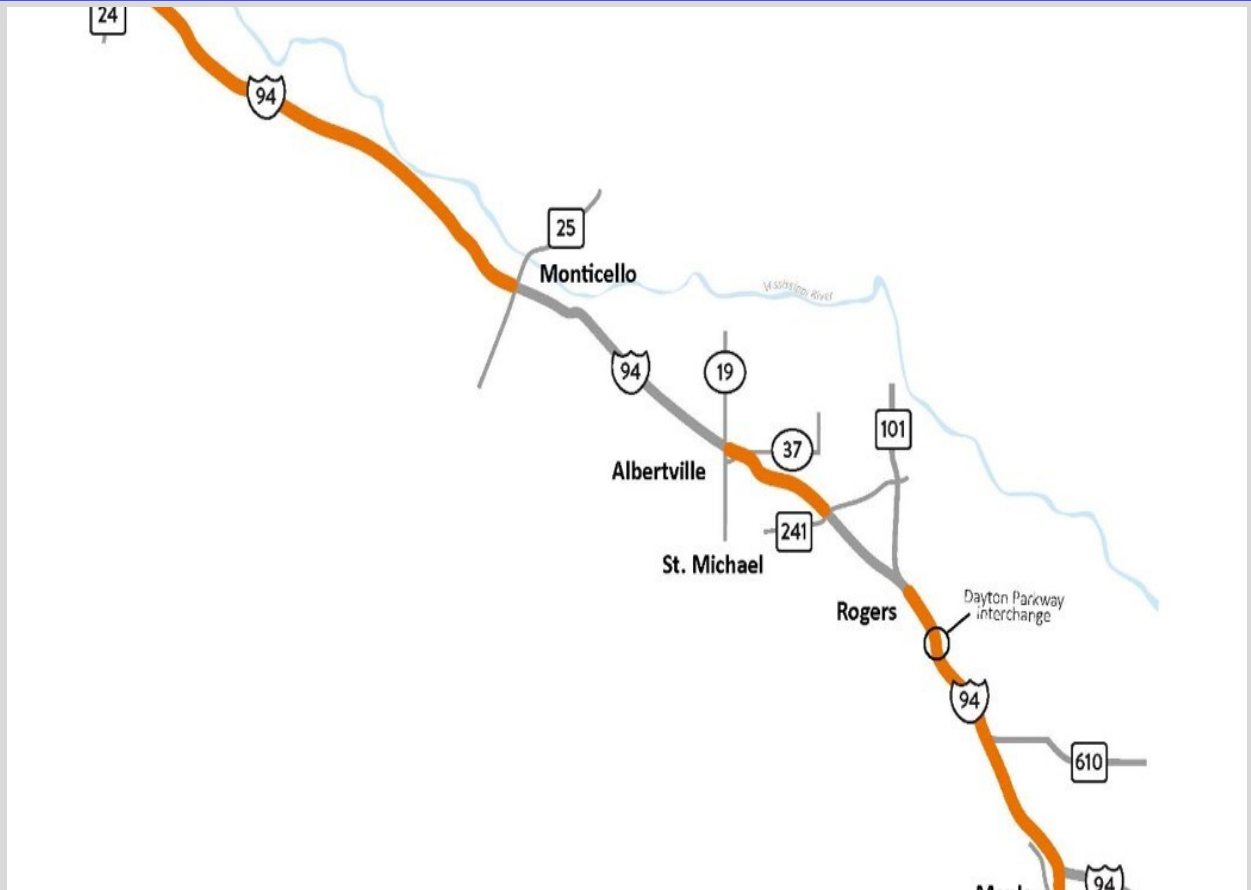 24
94
25
Monticello
Mississippi River
94
19
101
37
Albertville
241
St. Michael
Dayton Parkway
interchange
Rogers
94
610
94
Maple